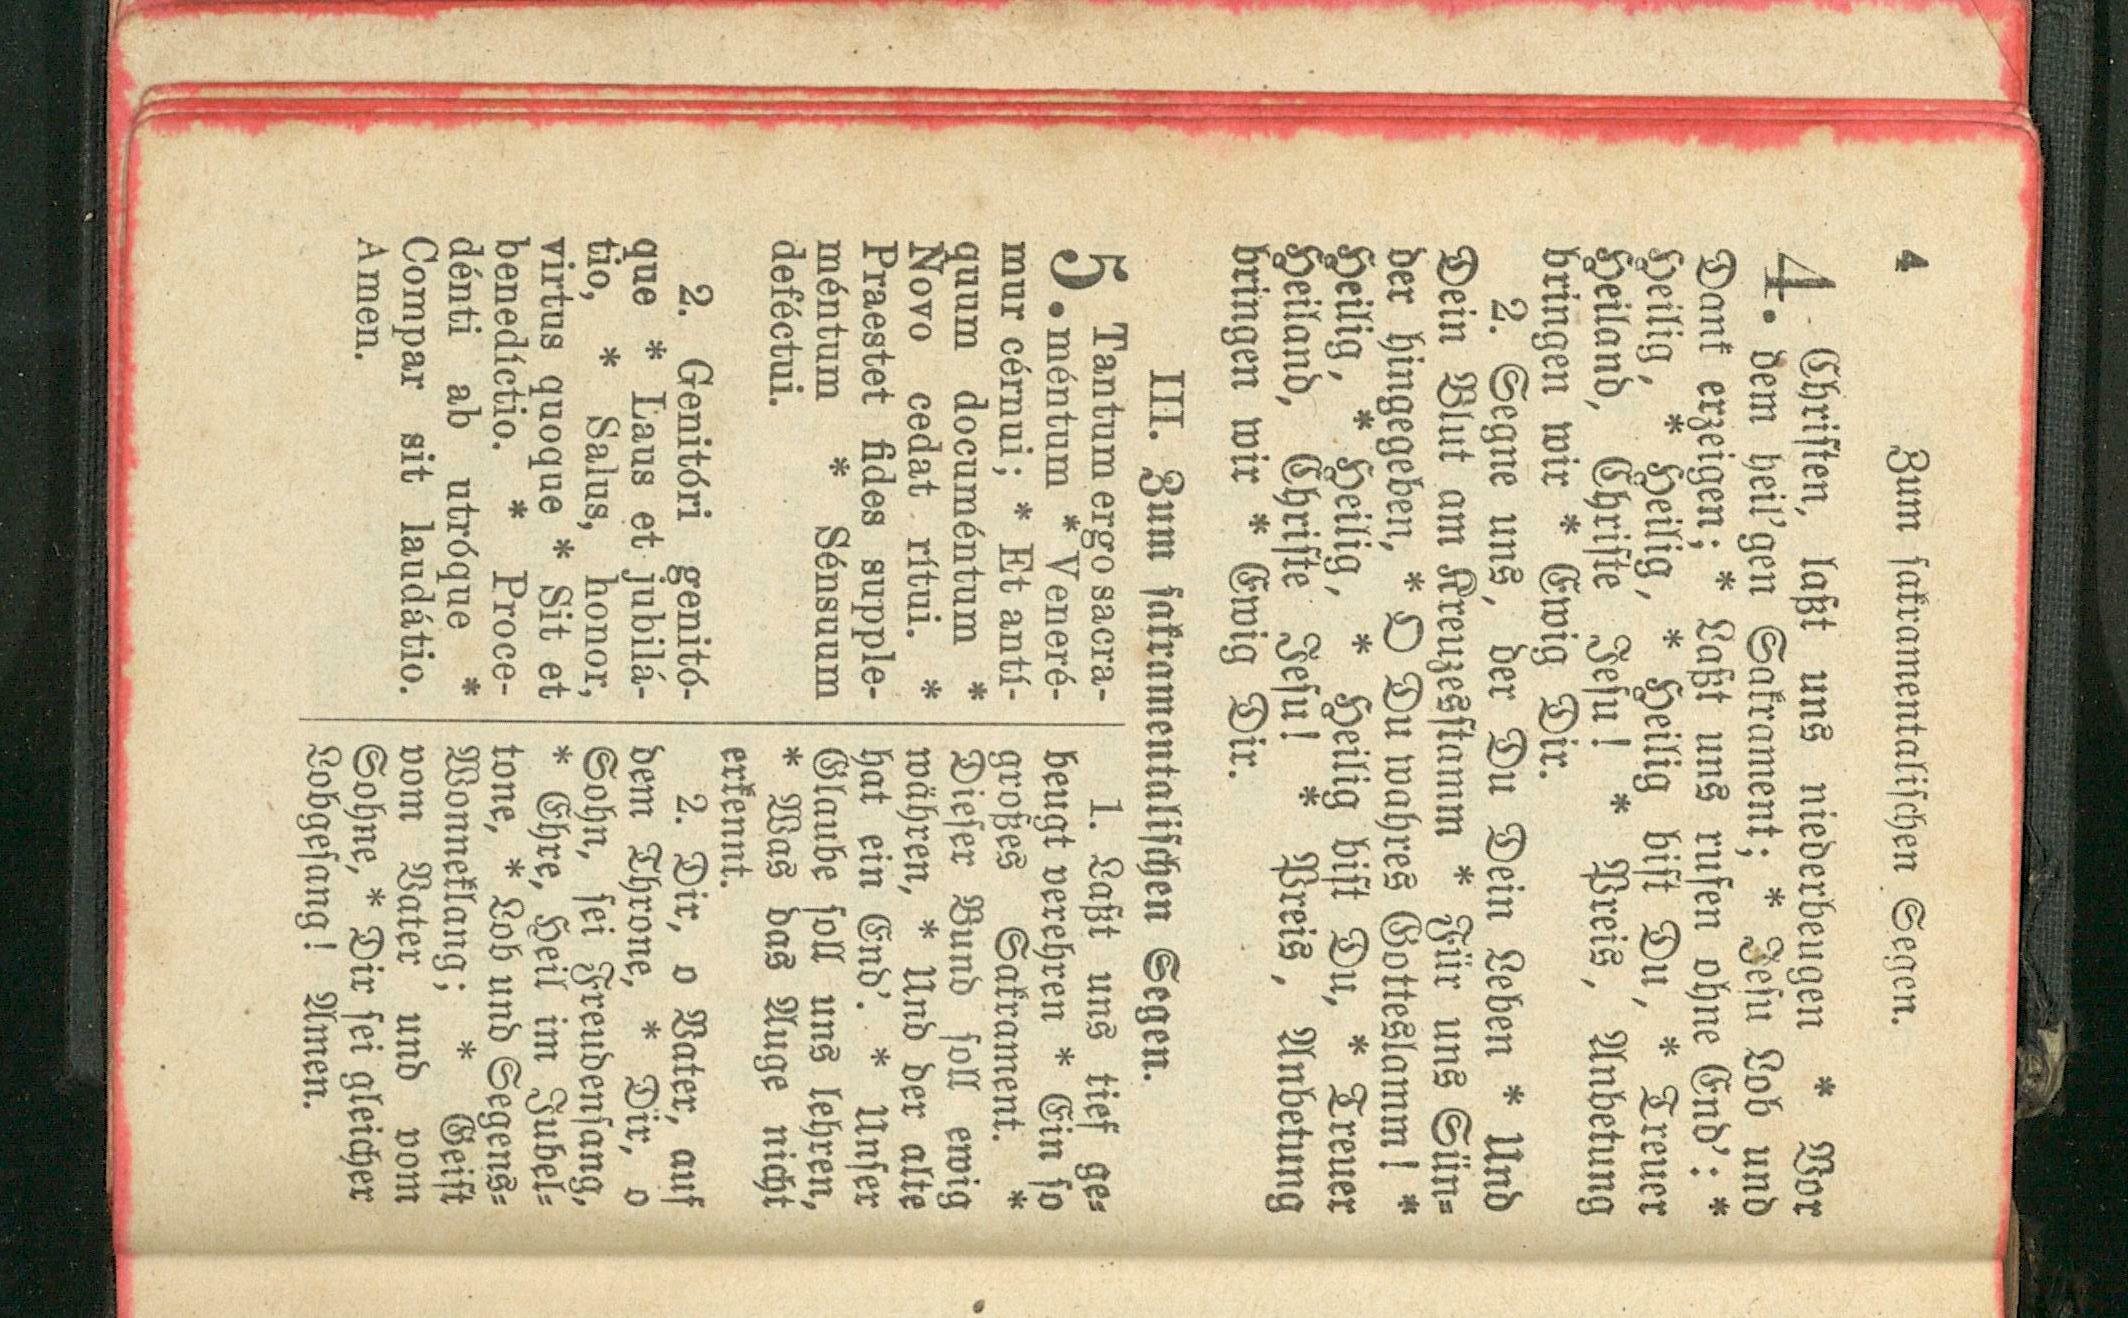 4
Zum sakramentalischen Segen.
4. Christen, laßt uns niederbeugen * Vor
dem heil'gen Sakrament; * Jesu Lob und
Dank erzeigen; * Laßt uns rufen ohne End': *
Heilig, * Heilig, * Heilig bist Du, * Treuer
Heiland, Christe Jesu! * Preis, Anbetung
bringen wir * Ewig Dir.
2. Segne uns, der Du Dein Leben * Und
Dein Blut am Kreuzesstamm * Für uns Sün-
der hingegeben, * O Du wahres Gotteslamm! *
Heilig, * Heilig, * Heilig bist Du, * Treuer
Heiland, Christe Jesu! * Preis, Anbetung
bringen wir * Ewig Dir.
III. Zum sakramentalischen Segen.
5. Tantum ergo sacra-
méntum * Veneré-
mur cérnui; * Et antí-
quum documéntum *
Novo cedat rítui. *
Praestet fides supple-
méntum * Sénsuum
deféctui.
2. Genitóri genitó-
que * Laus et jubilá-
tio, * Salus, honor,
virtus quoque * Sit et
benedíctio. * Proce-
dénti ab utróque *
Compar sit laudátio.
Amen.
1. Laßt uns tief ge-
beugt verehren * Ein so
großes Sakrament. *
Dieser Bund soll ewig
währen, * Und der alte
hat ein End'. * Unser
Glaube soll uns lehren,
* Was das Auge nicht
erkennt.
2. Dir, o Vater, auf
dem Throne, * Dir, o
Sohn, sei Freudensang,
* Ehre, Heil im Jubel-
tone, * Lob und Segens-
Wonneklang; * Geist
vom Vater und vom
Sohne, * Dir sei gleicher
Lobgesang! Amen.